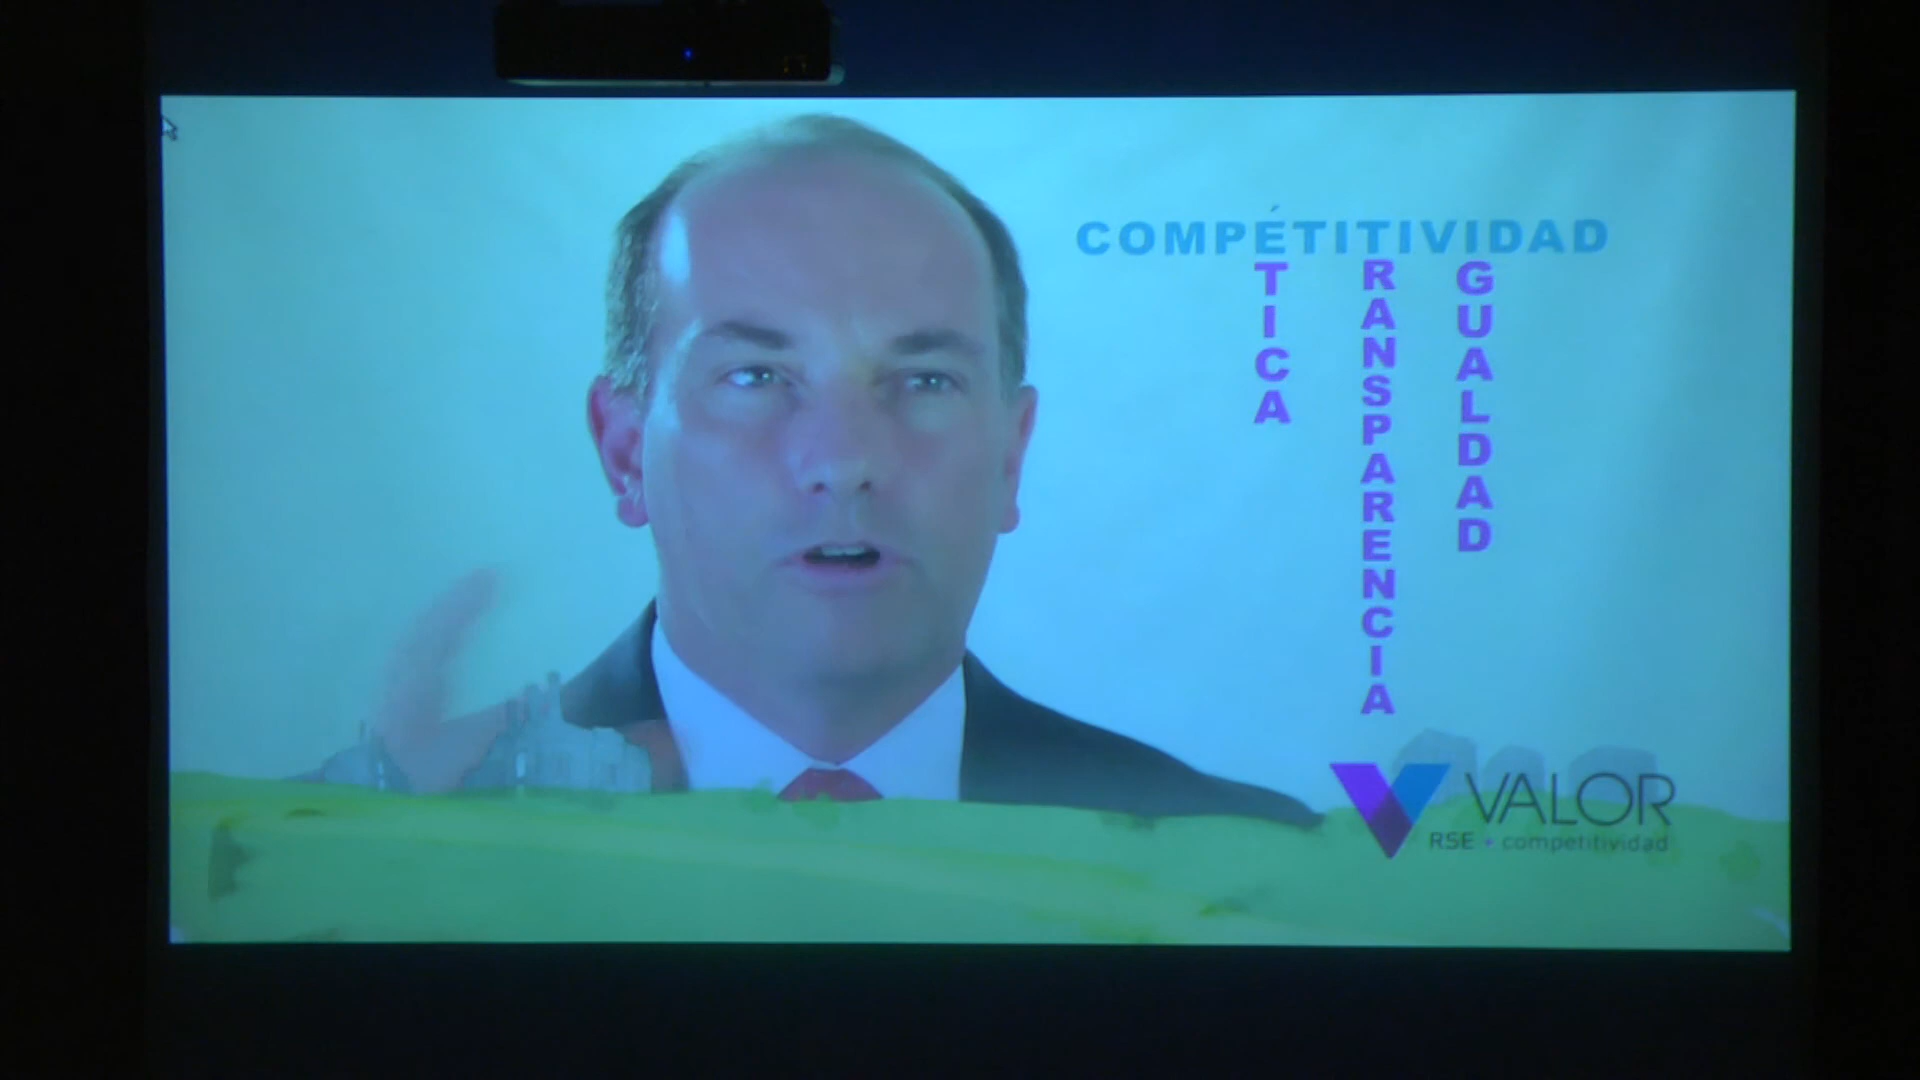 COMPÉTITIVIDAD
TICA
RANSPARENCIA
GUALDAD
VALOR
RSE + competitividad